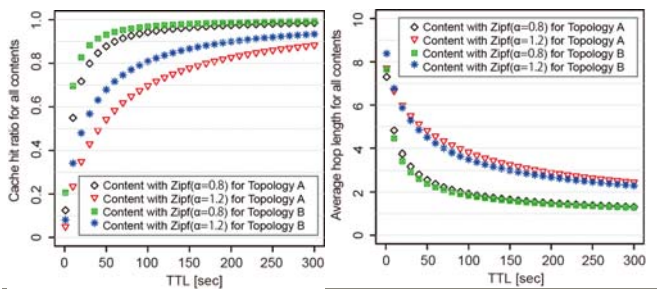 Cache hit ratio for all contents
1.0
0.8
0.6
0.4
0.2
0
Content with Zipf(α=0.8) for Topology A
Content with Zipf(α=1.2) for Topology A
Content with Zipf(α=0.8) for Topology B
Content with Zipf(α=1.2) for Topology B
0 50 100 150 200 250 300
TTL [sec]
Average hop length for all contents
10
8
6
4
2
0
Content with Zipf(α=0.8) for Topology A
Content with Zipf(α=1.2) for Topology A
Content with Zipf(α=0.8) for Topology B
Content with Zipf(α=1.2) for Topology B
0 50 100 150 200 250 300
TTL [sec]